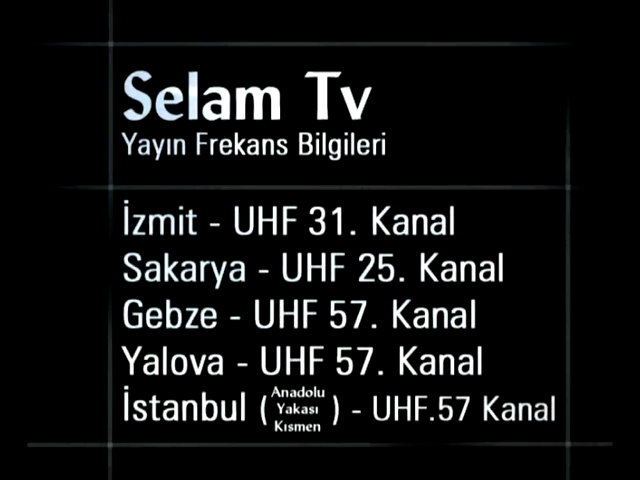 Selam Tv
Yayın Frekans Bilgileri
İzmit - UHF 31. Kanal
Sakarya - UHF 25. Kanal
Gebze - UHF 57. Kanal
Yalova - UHF 57. Kanal
İstanbul (Anadolu Yakası Kısmen) - UHF.57 Kanal